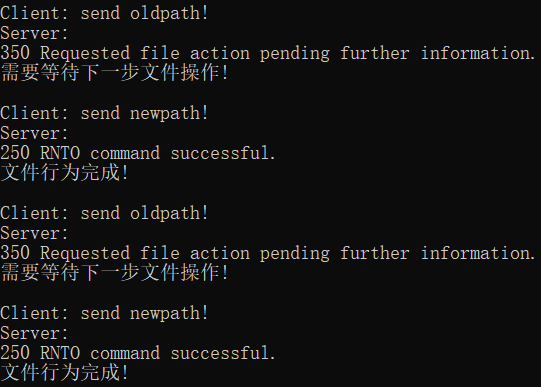 Client: send oldpath!
Server:
350 Requested file action pending further information.
需要等待下一步文件操作!
Client: send newpath!
Server:
250 RNTO command successful.
文件行为完成!
Client: send oldpath!
Server:
350 Requested file action pending further information.
需要等待下一步文件操作!
Client: send newpath!
Server:
250 RNTO command successful.
文件行为完成!